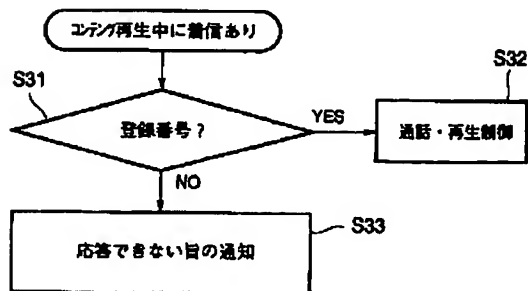 コンテンツ再生中に着信あり
S31
S32
登録番号？
YES
通話・再生制御
NO
S33
応答できない旨の通知